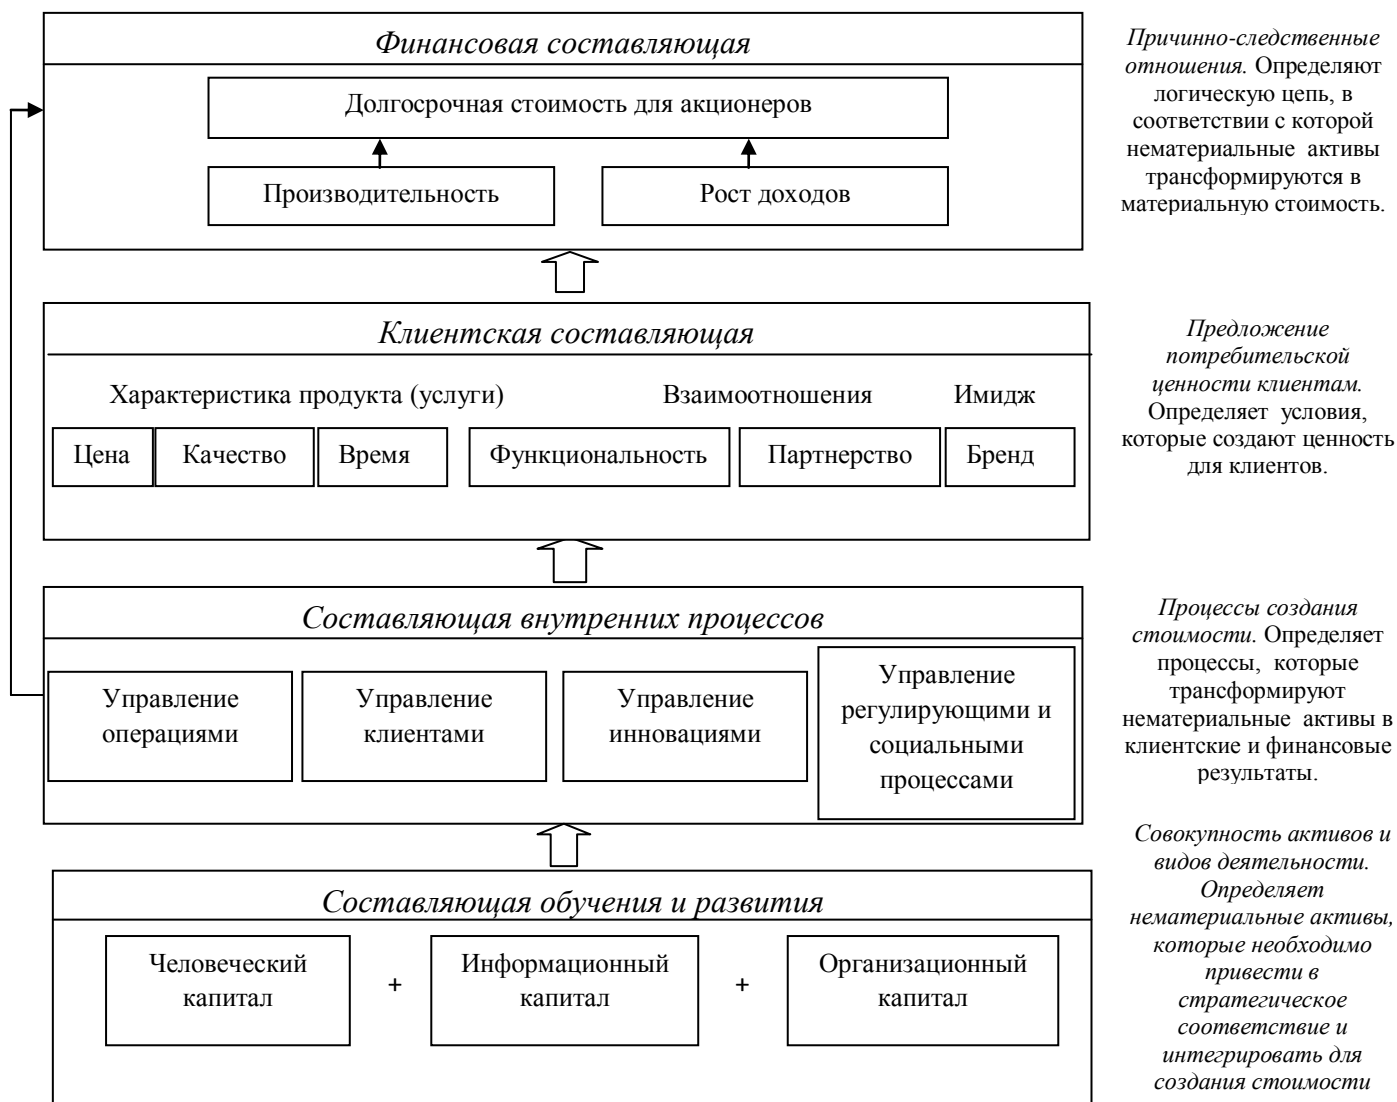 Финансовая составляющая
Долгосрочная стоимость для акционеров
Производительность
Рост доходов
Причинно-следственные
отношения. Определяют
логическую цепь, в
соответствии с которой
нематериальные активы
трансформируются в
материальную стоимость.
Клиентская составляющая
Характеристика продукта (услуги)
Взаимоотношения
Имидж
Цена
Качество
Время
Функциональность
Партнерство
Бренд
Предложение
потребительской
ценности клиентам.
Определяет условия,
которые создают ценность
для клиентов.
Составляющая внутренних процессов
Управление
операциями
Управление
клиентами
Управление
инновациями
Управление
регулирующими и
социальными
процессами
Процессы создания
стоимости. Определяет
процессы, которые
трансформируют
нематериальные активы в
клиентские и финансовые
результаты.
Составляющая обучения и развития
Человеческий
капитал
+
Информационный
капитал
+
Организационный
капитал
Совокупность активов и
видов деятельности.
Определяет
нематериальные активы,
которые необходимо
привести в
стратегическое
соответствие и
интегрировать для
создания стоимости